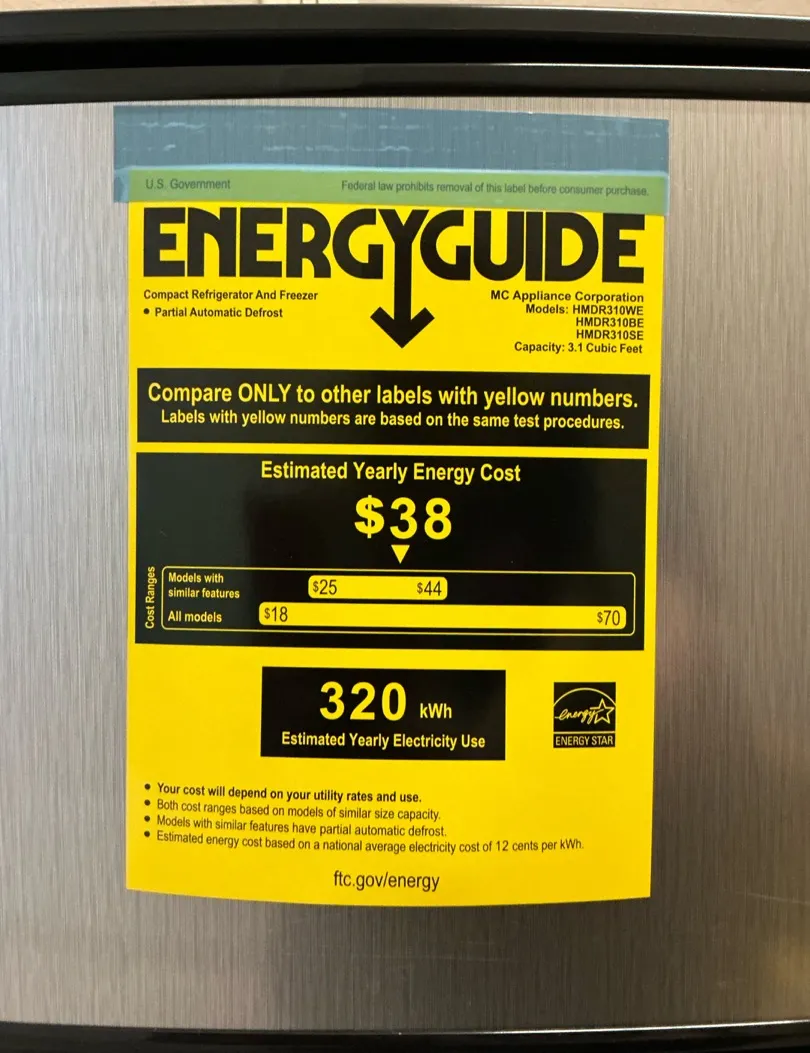 U.S. Government
Federal law prohibits removal of this label before consumer purchase.
ENERGYGUIDE
Compact Refrigerator And Freezer
• Partial Automatic Defrost
MC Appliance Corporation
Models: HMDR310WE
HMDR310BE
HMDR310SE
Capacity: 3.1 Cubic Feet
Compare ONLY to other labels with yellow numbers.
Labels with yellow numbers are based on the same test procedures.
Estimated Yearly Energy Cost
$38
Cost Ranges
Models with
similar features
$25 $44
All models
$18 $70
320 kWh
Estimated Yearly Electricity Use
energy
ENERGY STAR
• Your cost will depend on your utility rates and use.
• Both cost ranges based on models of similar size capacity.
• Models with similar features have partial automatic defrost.
• Estimated energy cost based on a national average electricity cost of 12 cents per kWh.
ftc.gov/energy